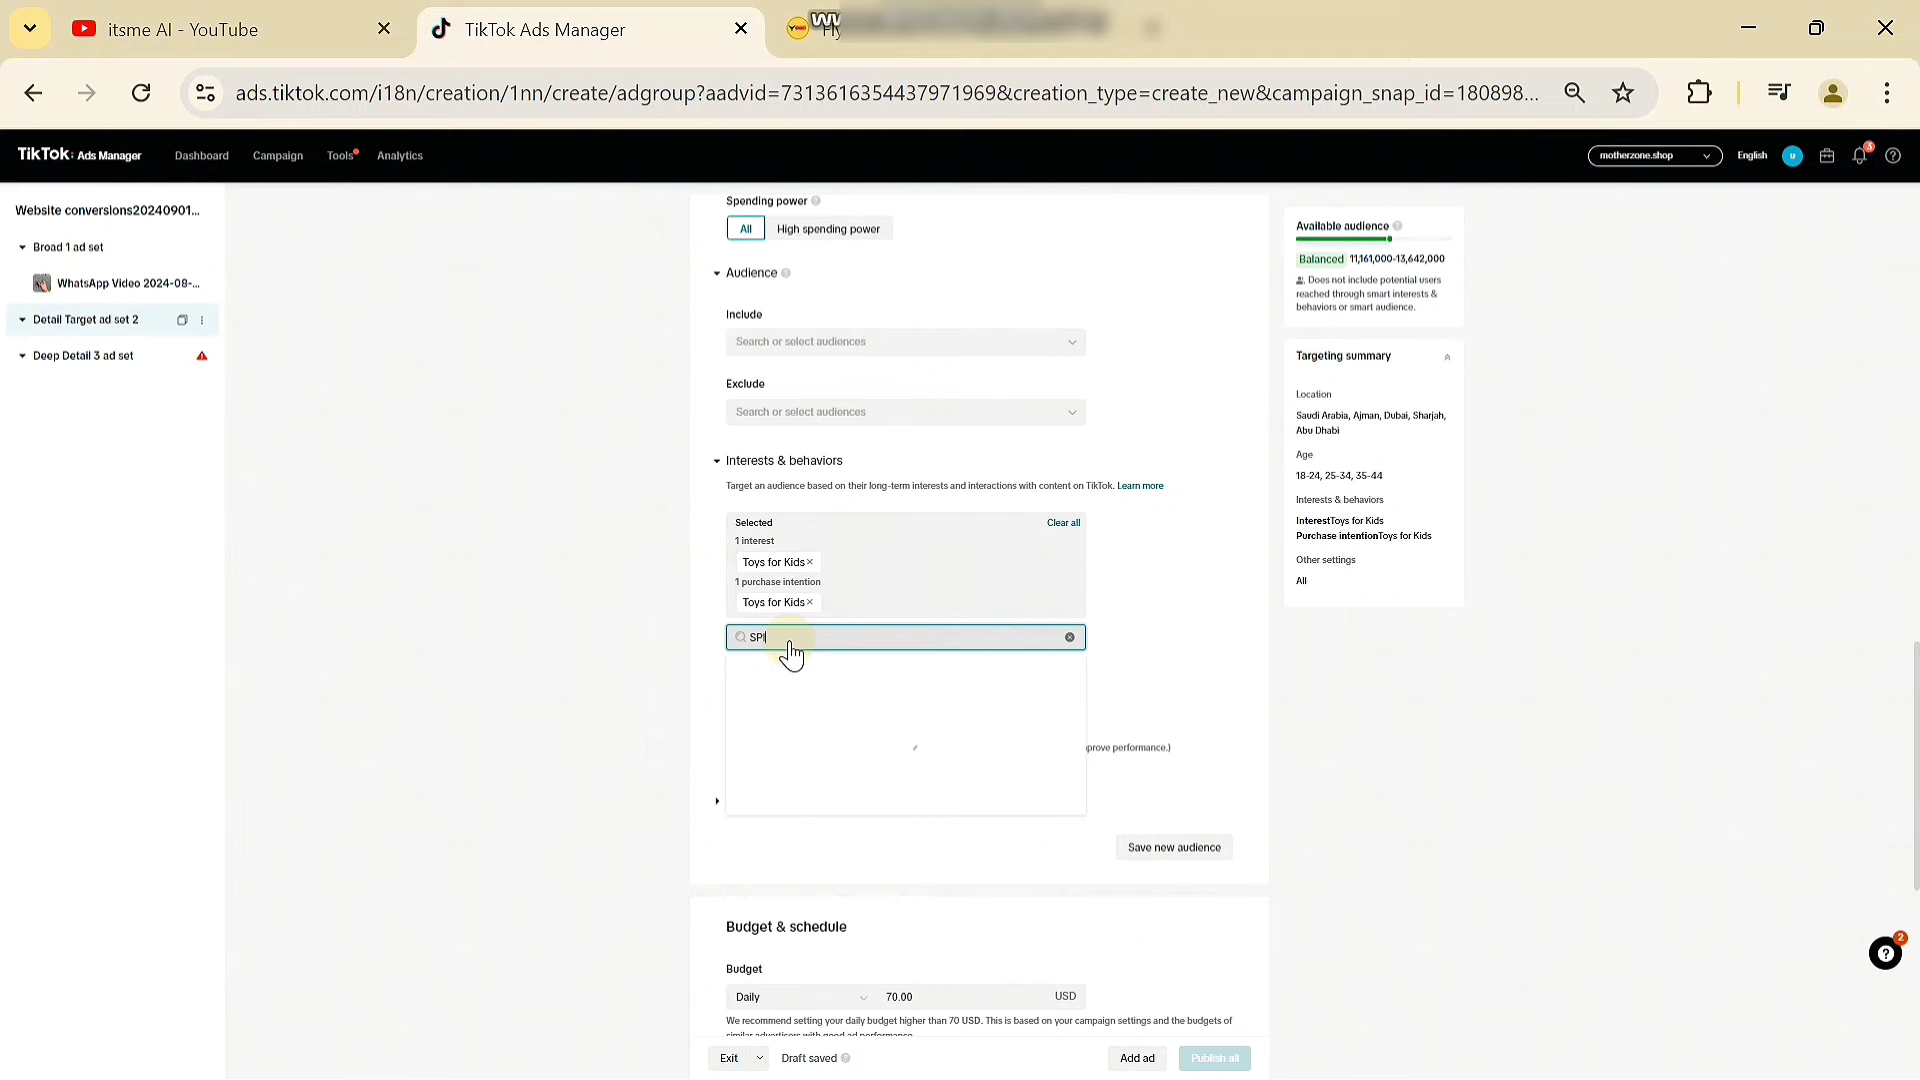 itsme AI - YouTube
TikTok Ads Manager
Fly
ads.tiktok.com/i18n/creation/1nn/create/adgroup?aadvid=7313616354437971969&creation_type=create_new&campaign_snap_id=180898...
TikTok: Ads Manager
Dashboard
Campaign
Tools
Analytics
motherzone.shop
English
U
3
Website conversions20240901...
Broad 1 ad set
WhatsApp Video 2024-08-...
Detail Target ad set 2
Deep Detail 3 ad set
Spending power
All
High spending power
Audience
Include
Search or select audiences
Exclude
Search or select audiences
Interests & behaviors
Target an audience based on their long-term interests and interactions with content on TikTok. Learn more
Selected
Clear all
1 interest
Toys for Kids
1 purchase intention
Toys for Kids
SPI
prove performance.)
Save new audience
Budget & schedule
Budget
Daily
70.00
USD
We recommend setting your daily budget higher than 70 USD. This is based on your campaign settings and the budgets of
similar advertisers with good ad performance
Exit
Draft saved
Add ad
Publish all
Available audience
Balanced 11,161,000-13,642,000
Does not include potential users
reached through smart interests &
behaviors or smart audience.
Targeting summary
Location
Saudi Arabia, Ajman, Dubai, Sharjah,
Abu Dhabi
Age
18-24, 25-34, 35-44
Interests & behaviors
InterestToys for Kids
Purchase intentionToys for Kids
Other settings
All
2